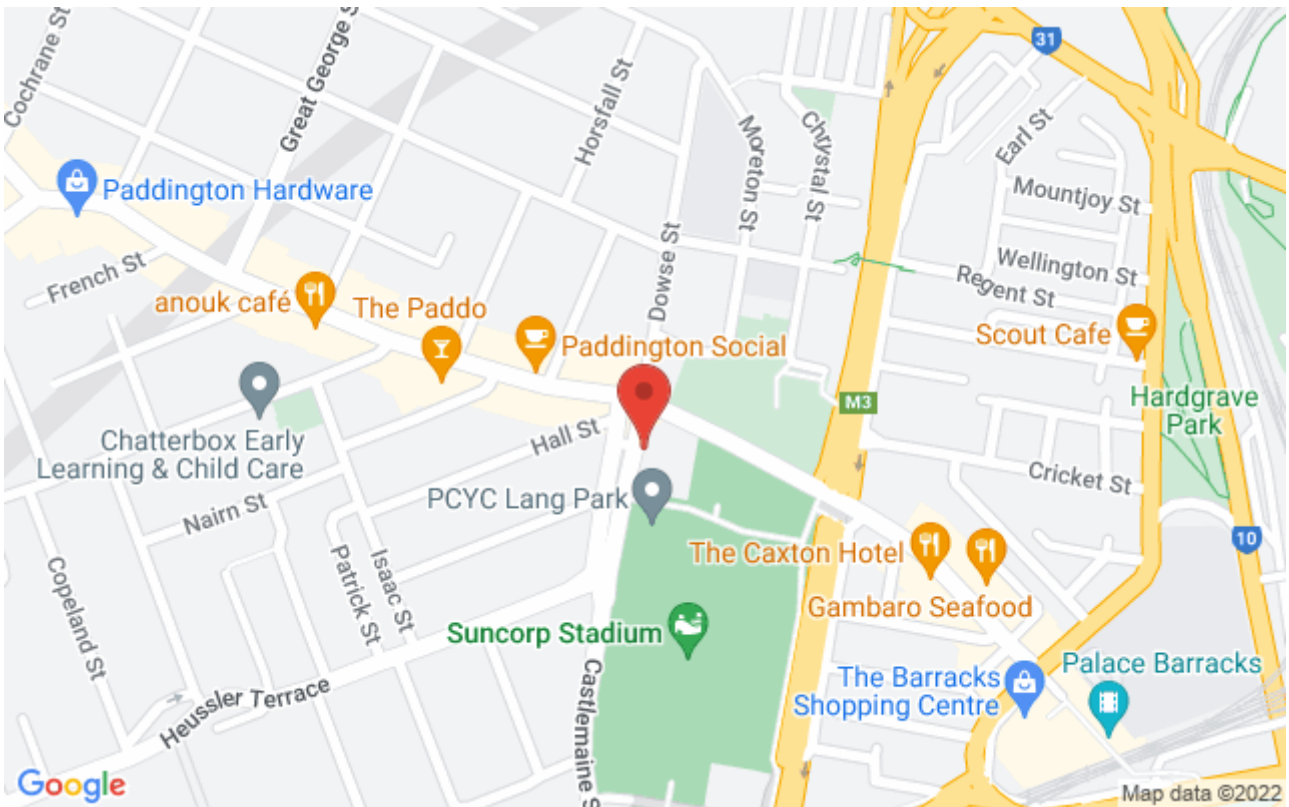 Cochrane St
Great George S
Horsfall St
31
Earl St
Moreton St
Chrystal St
Paddington Hardware
Mountjoy St
French St
Dowse St
Wellington St
Regent St
anouk café
The Paddo
Paddington Social
Scout Cafe
M3
Hardgrave
Park
Chatterbox Early
Learning & Child Care
Hall St
Cricket St
PCYC Lang Park
Nairn St
10
The Caxton Hotel
Copeland St
Patrick St
Isaac St
Gambaro Seafood
Suncorp Stadium
Palace Barracks
The Barracks
Shopping Centre
Heussler Terrace
Castlemaine S
Google
Map data ©2022